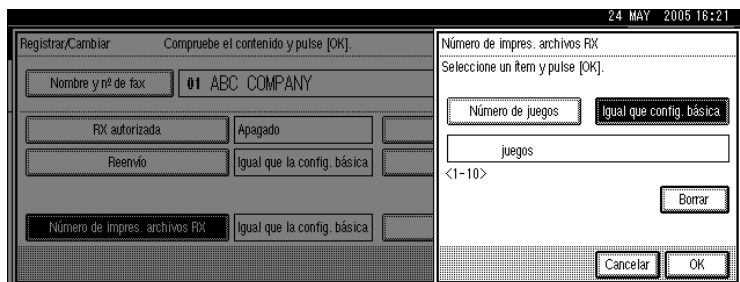 24 MAY 2005 16:21
Registrar/Cambiar Compruebe el contenido y pulse [OK].
Nombre y nº de fax 01 ABC COMPANY
RX autorizada Apagado
Reenvío Igual que la config. básica
Número de impres. archivos RX Igual que la config. básica
Número de impres. archivos RX
Seleccione un ítem y pulse [OK].
Número de juegos Igual que config. básica
juegos
<1-10>
Borrar
Cancelar OK